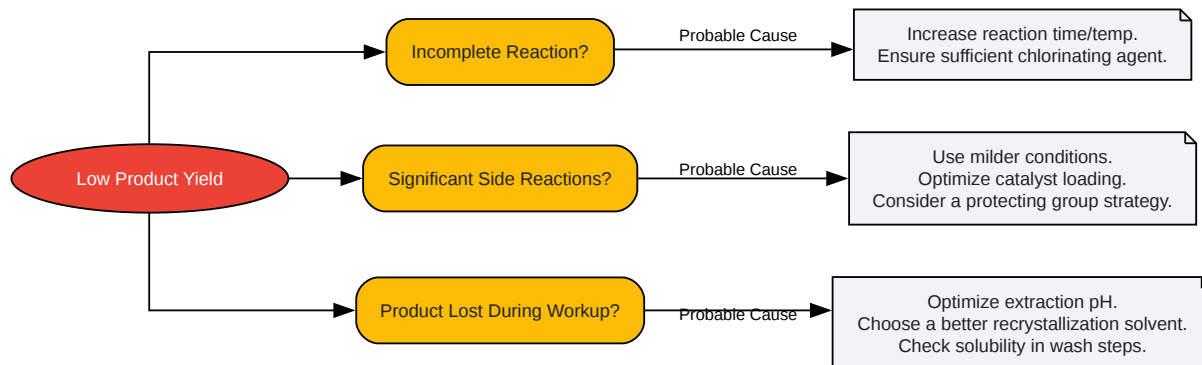 Incomplete Reaction?
Probable Cause
Increase reaction time/temp.
Ensure sufficient chlorinating agent.
Low Product Yield
Significant Side Reactions?
Probable Cause
Use milder conditions.
Optimize catalyst loading.
Consider a protecting group strategy.
Product Lost During Workup?
Probable Cause
Optimize extraction pH.
Choose a better recrystallization solvent.
Check solubility in wash steps.